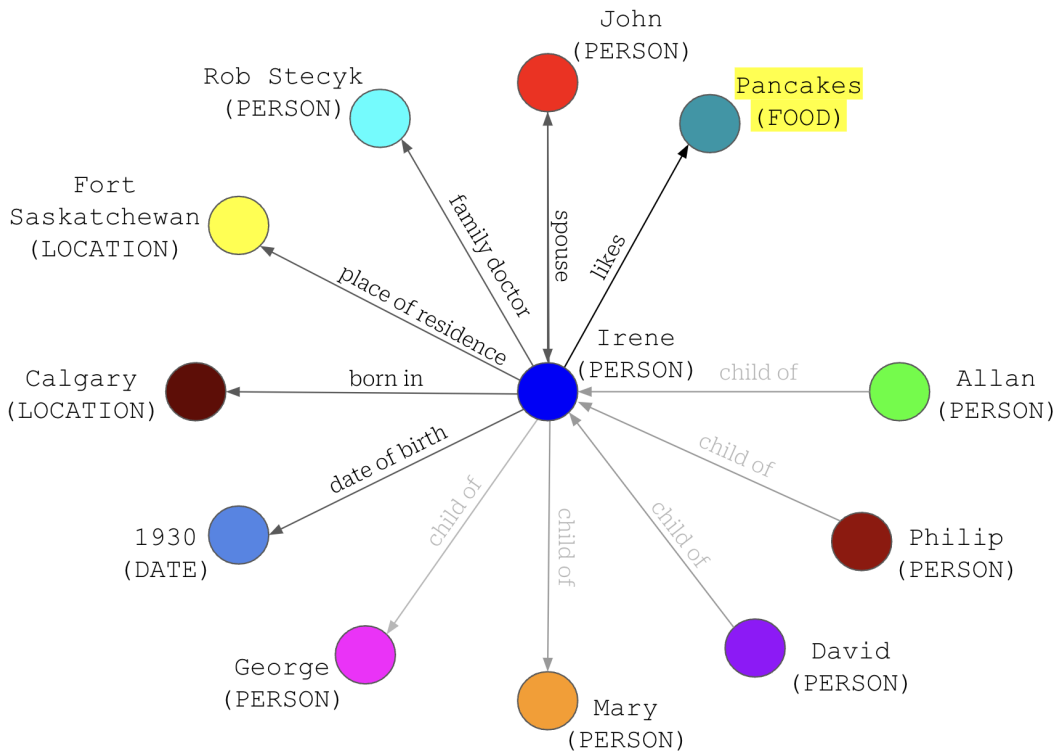 John
(PERSON)
Rob Stecyk
(PERSON)
Pancakes
(FOOD)
Fort
Saskatchewan
(LOCATION)
family doctor
spouse
likes
place of residence
Irene
(PERSON)
Calgary
(LOCATION)
born in
child of
Allan
(PERSON)
date of birth
child of
1930
(DATE)
child of
child of
child of
Philip
(PERSON)
George
(PERSON)
David
(PERSON)
Mary
(PERSON)